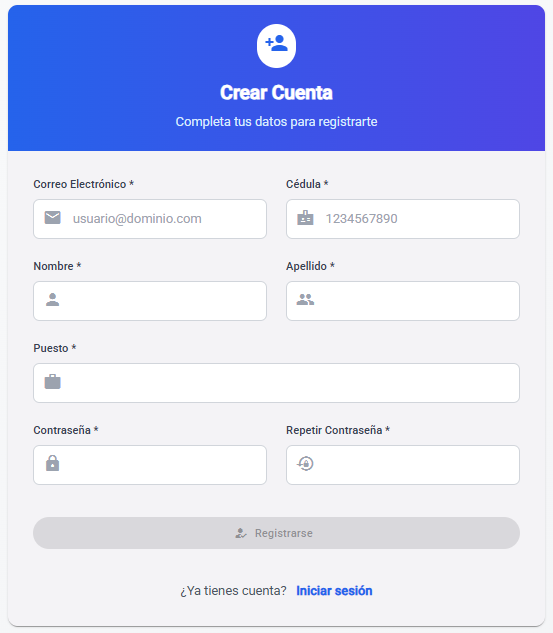 Crear Cuenta
Completa tus datos para registrarte
Correo Electrónico *
Cédula *
usuario@dominio.com
1234567890
Nombre *
Apellido *
Puesto *
Contraseña *
Repetir Contraseña *
Registrarse
¿Ya tienes cuenta? Iniciar sesión